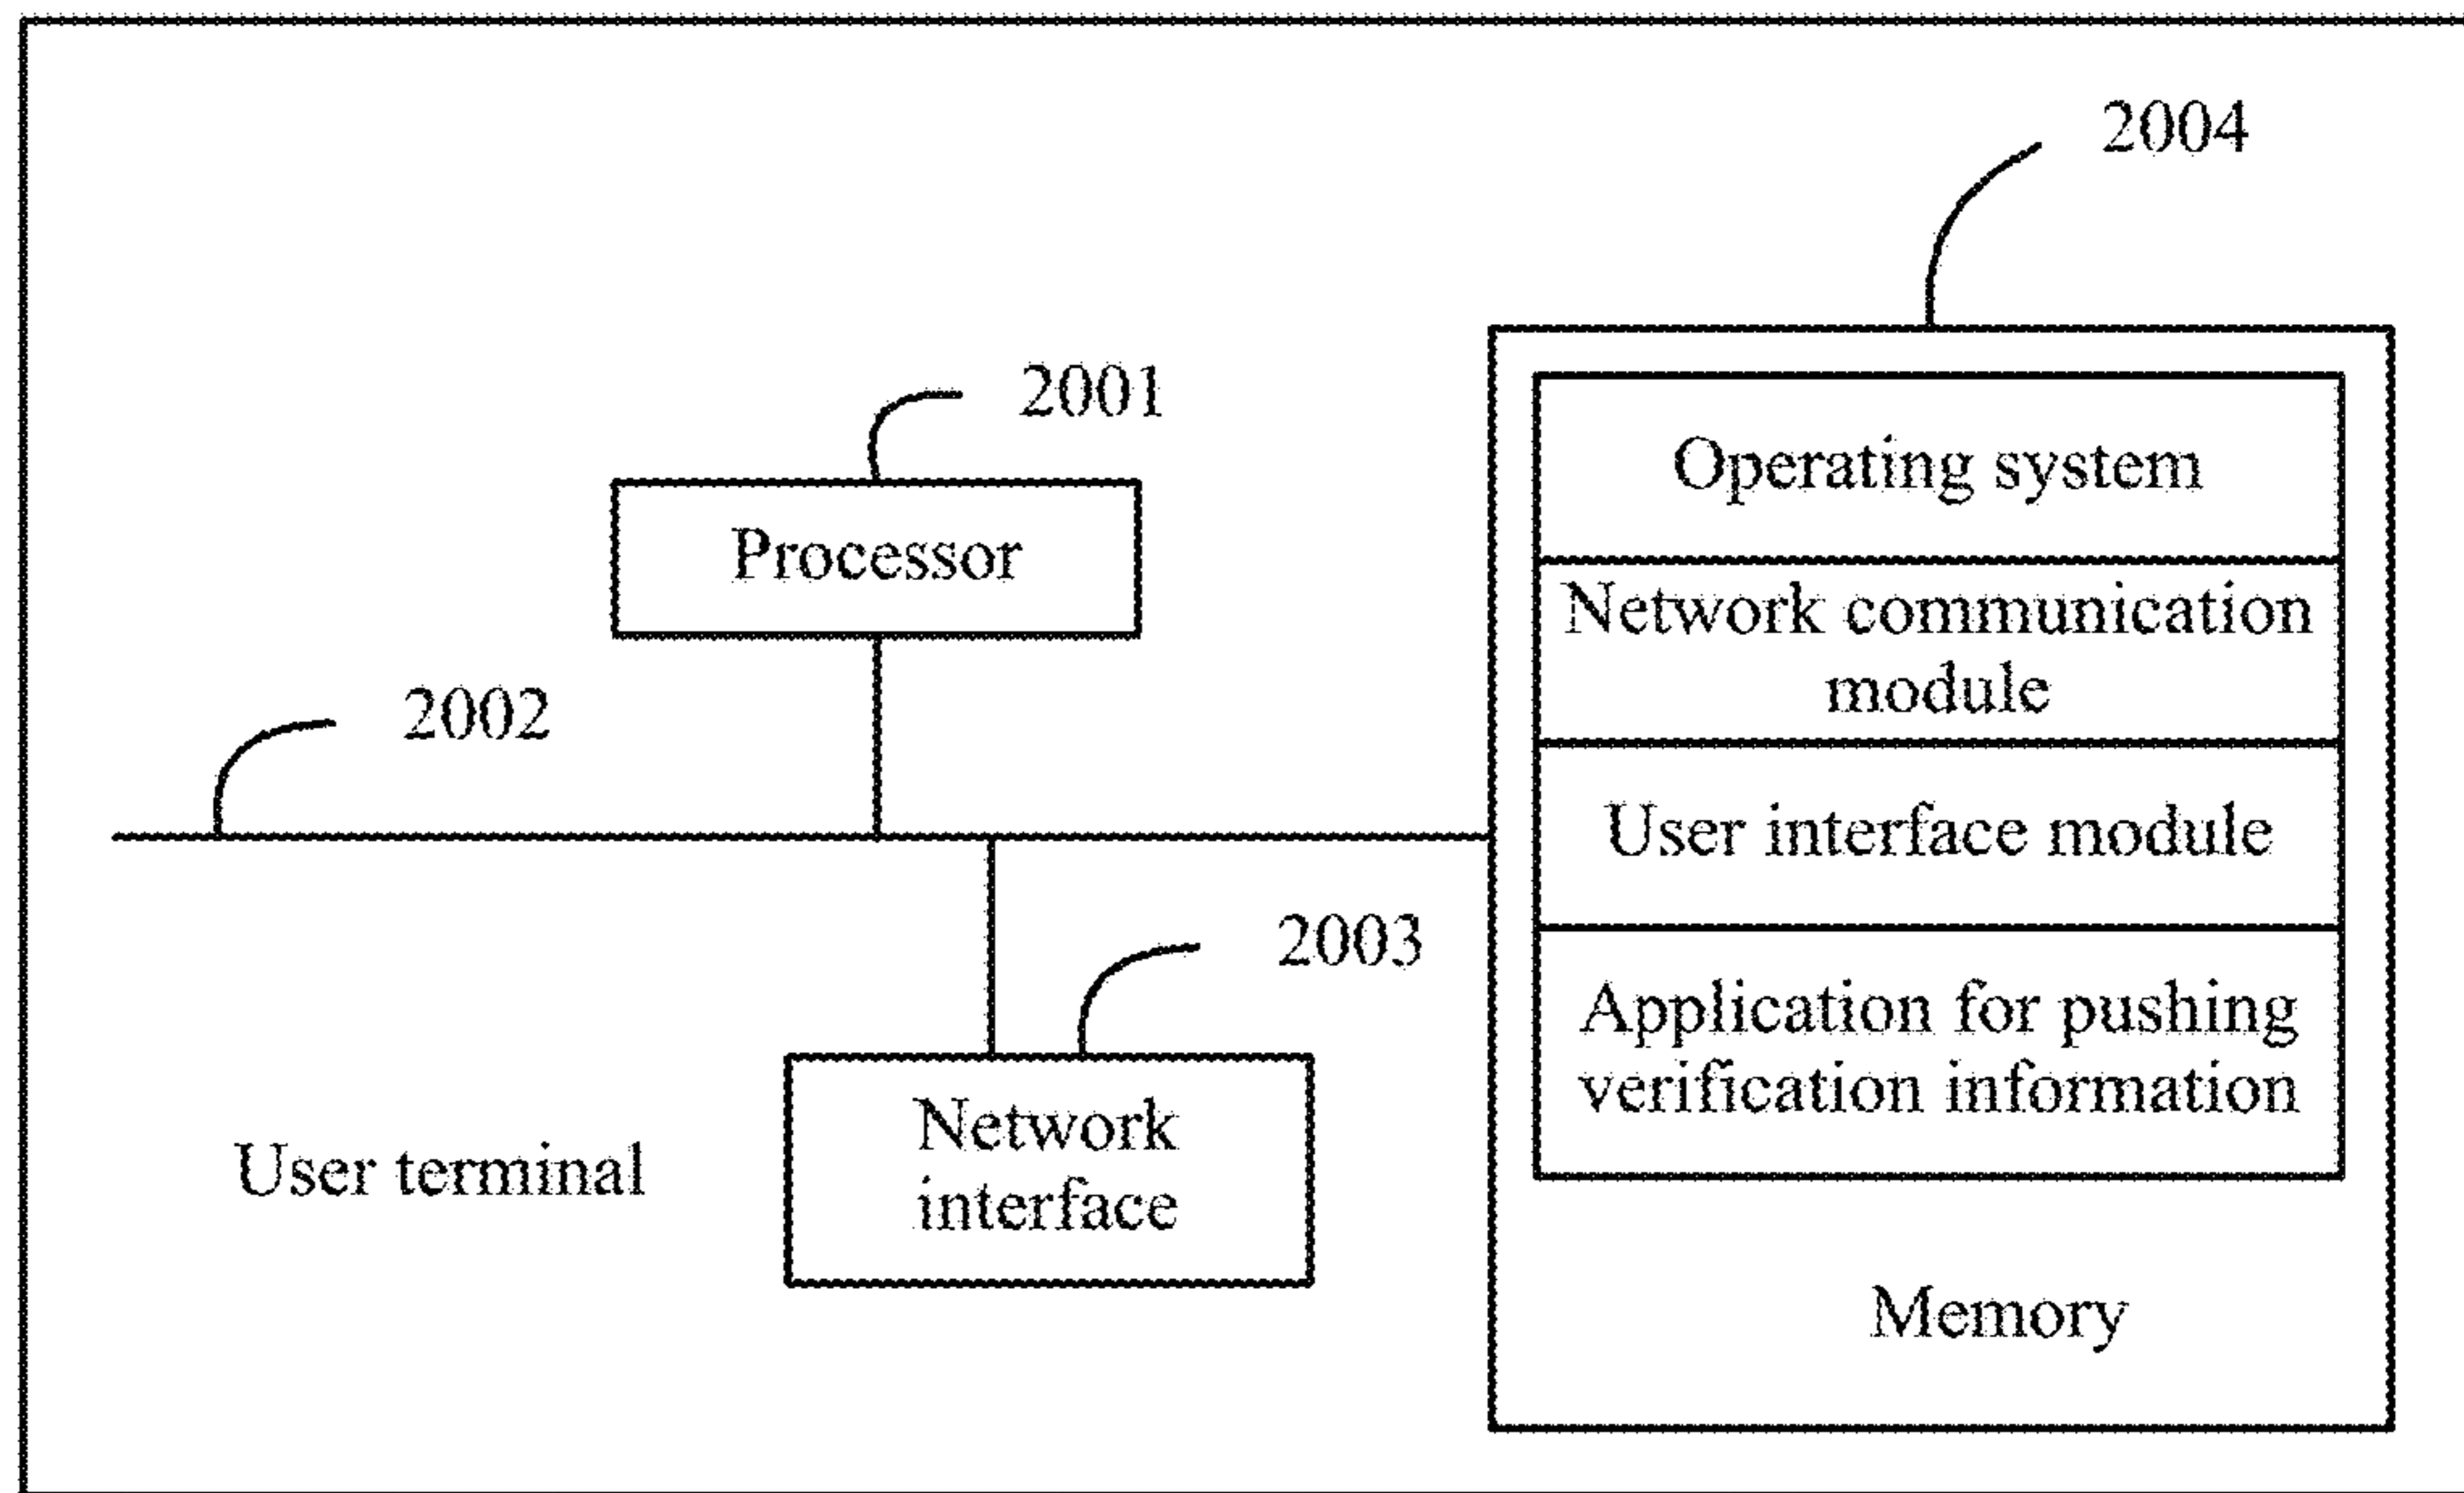 2004
2001
Operating system
Processor
Network communication
module
2002
User interface module
2003
Application for pushing
verification information
Network
interface
User terminal
Memory